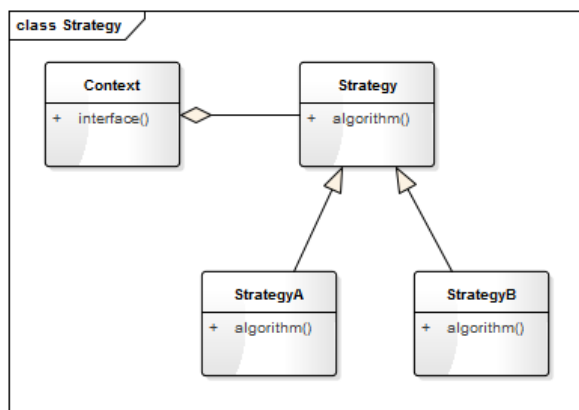 class Strategy
Context
+ interface()
Strategy
+ algorithm()
StrategyA
+ algorithm()
StrategyB
+ algorithm()